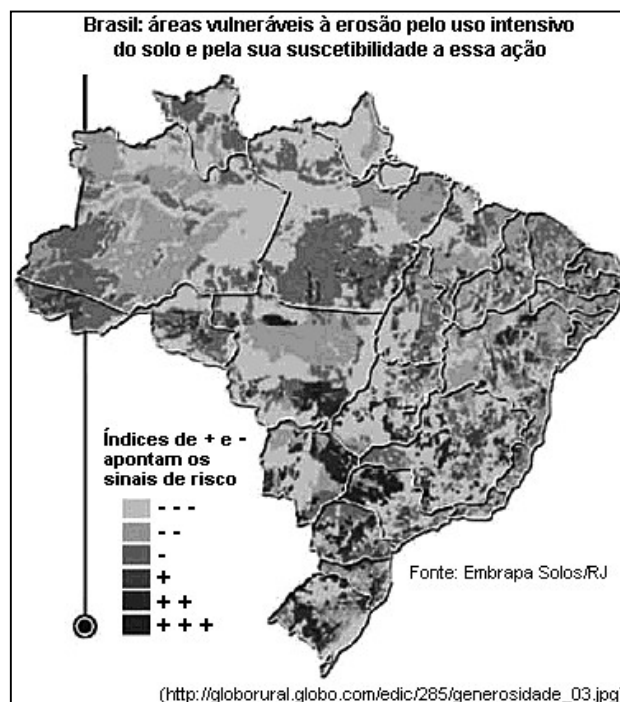 Brasil: áreas vulneráveis à erosão pelo uso intensivo
do solo e pela sua suscetibilidade a essa ação
Índices de + e -
apontam os
sinais de risco
- - -
- -
-
+
+ +
+ + +
Fonte: Embrapa Solos/RJ
(http://globorural.globo.com/edic/285/generosidade_03.jpg)